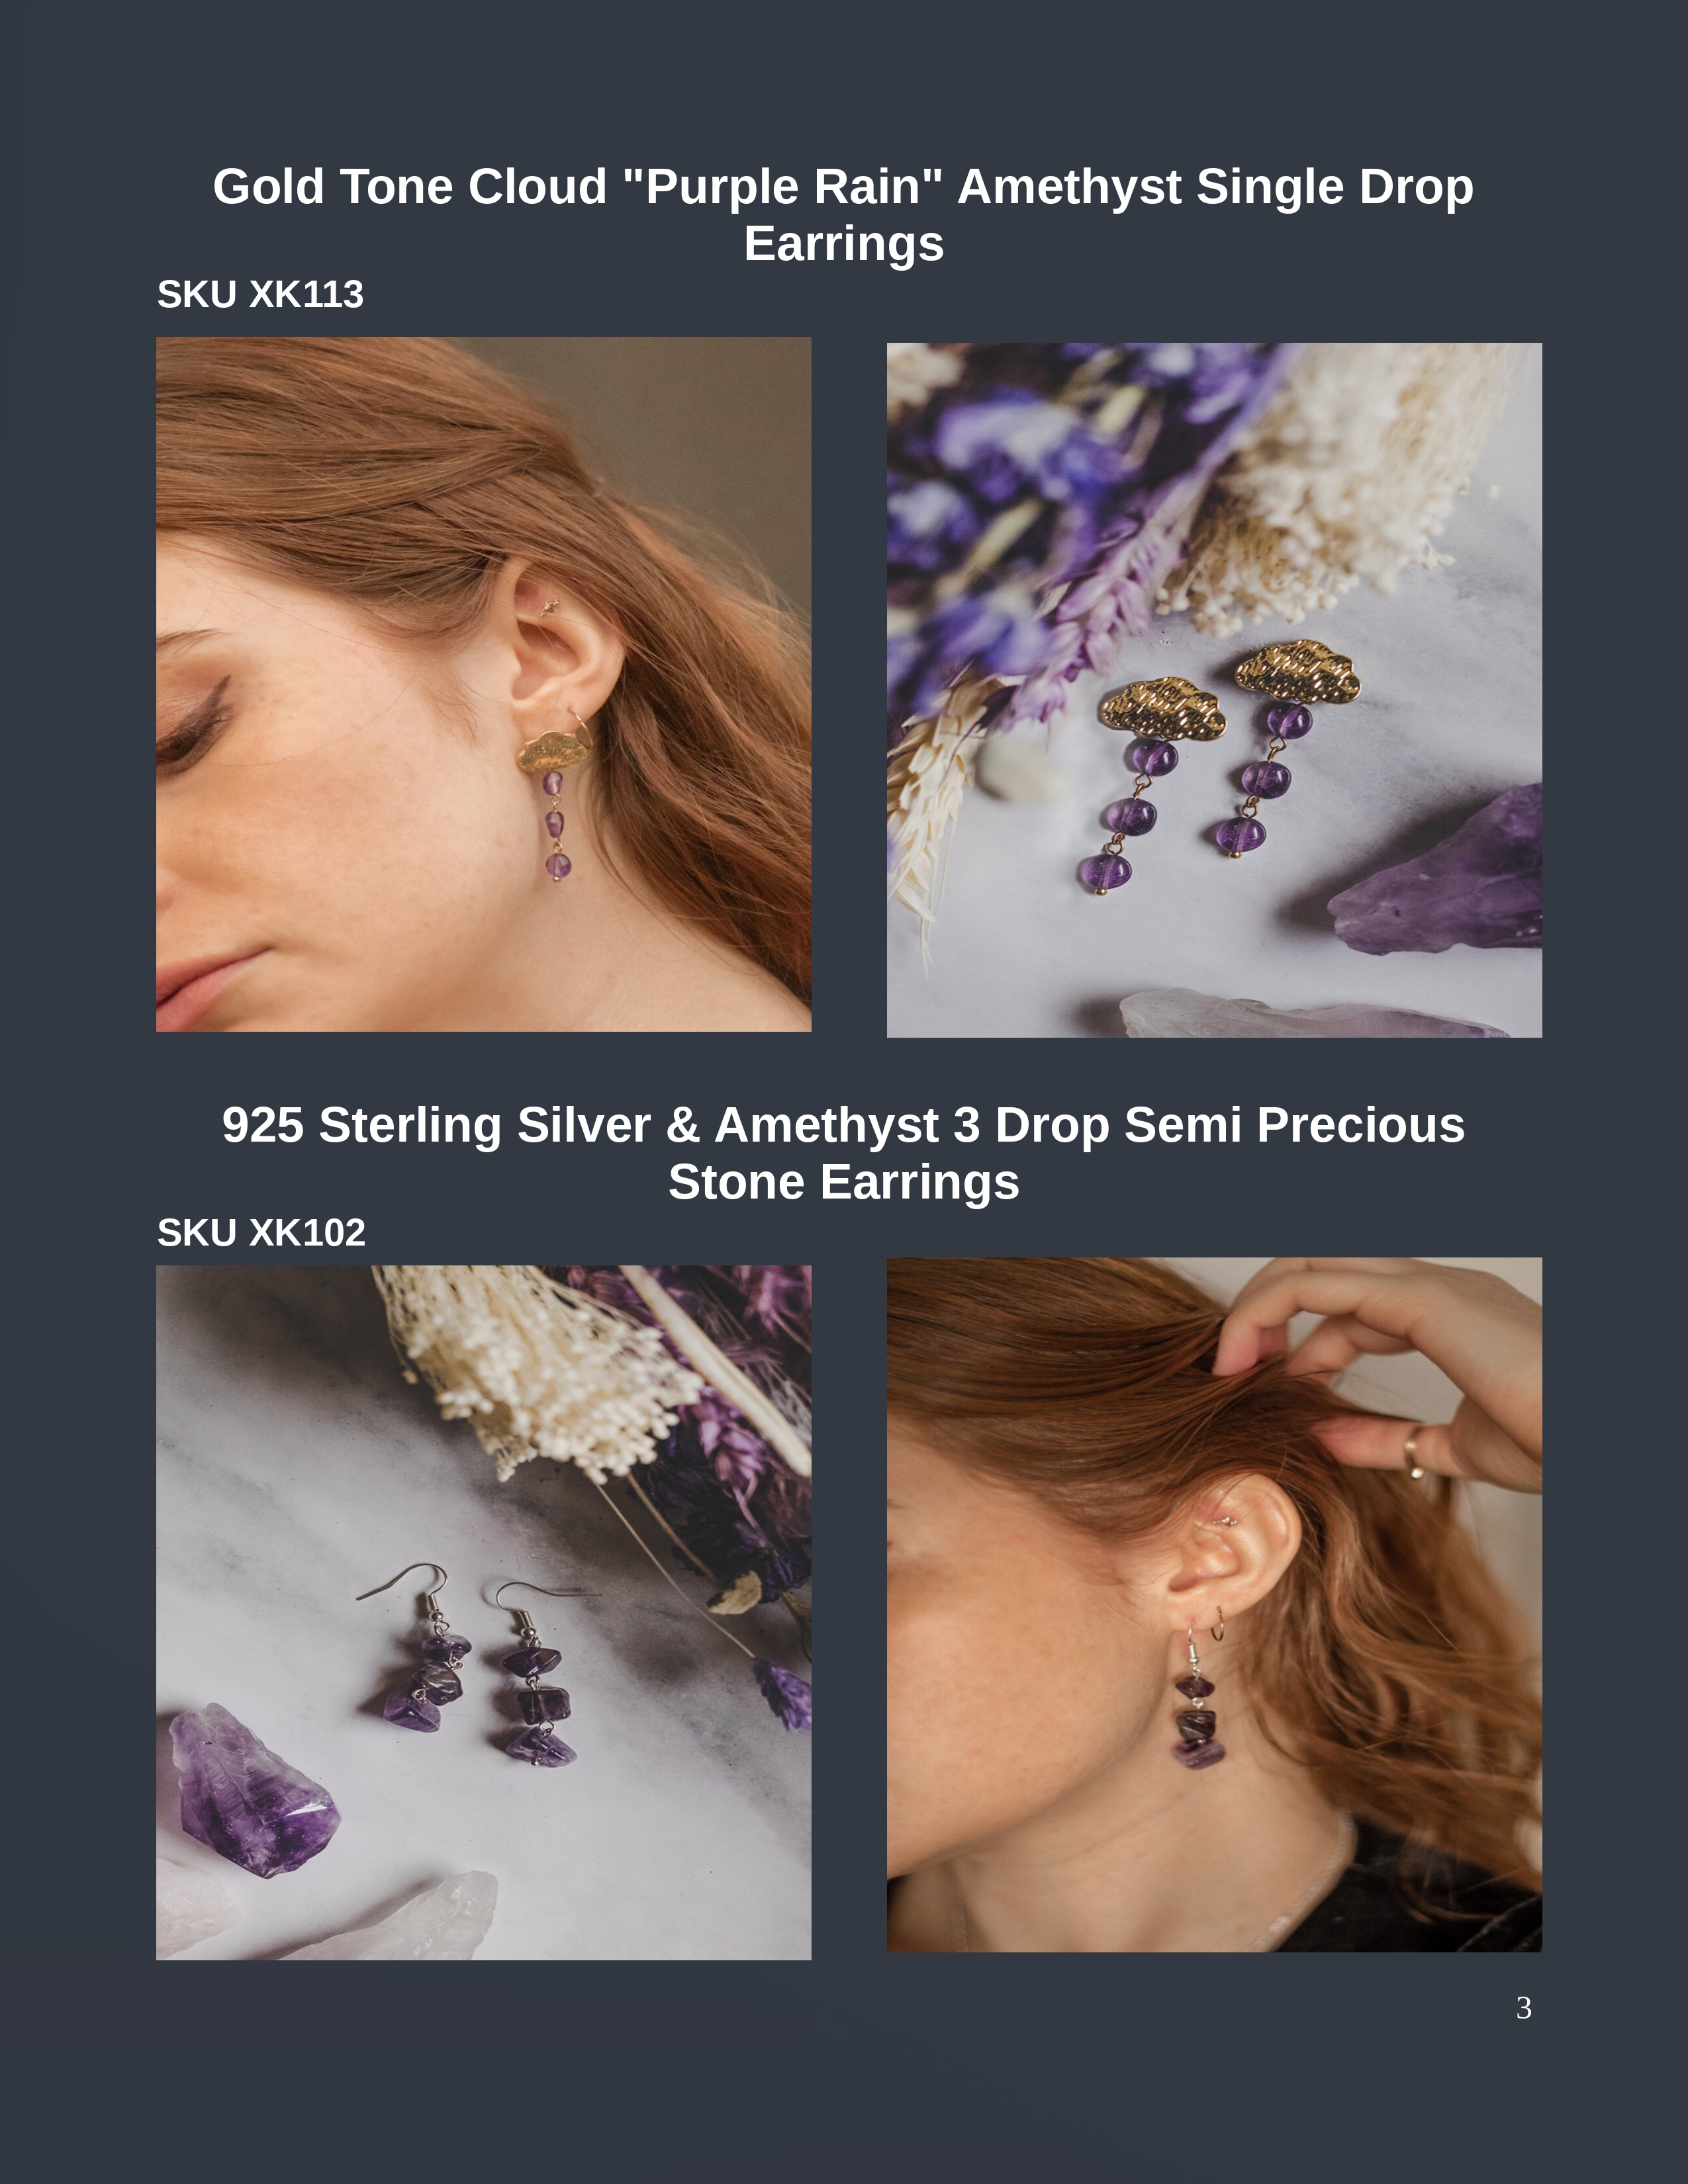 Gold Tone Cloud "Purple Rain" Amethyst Single Drop
Earrings
SKU XK113
925 Sterling Silver & Amethyst 3 Drop Semi Precious
Stone Earrings
SKU XK102
3